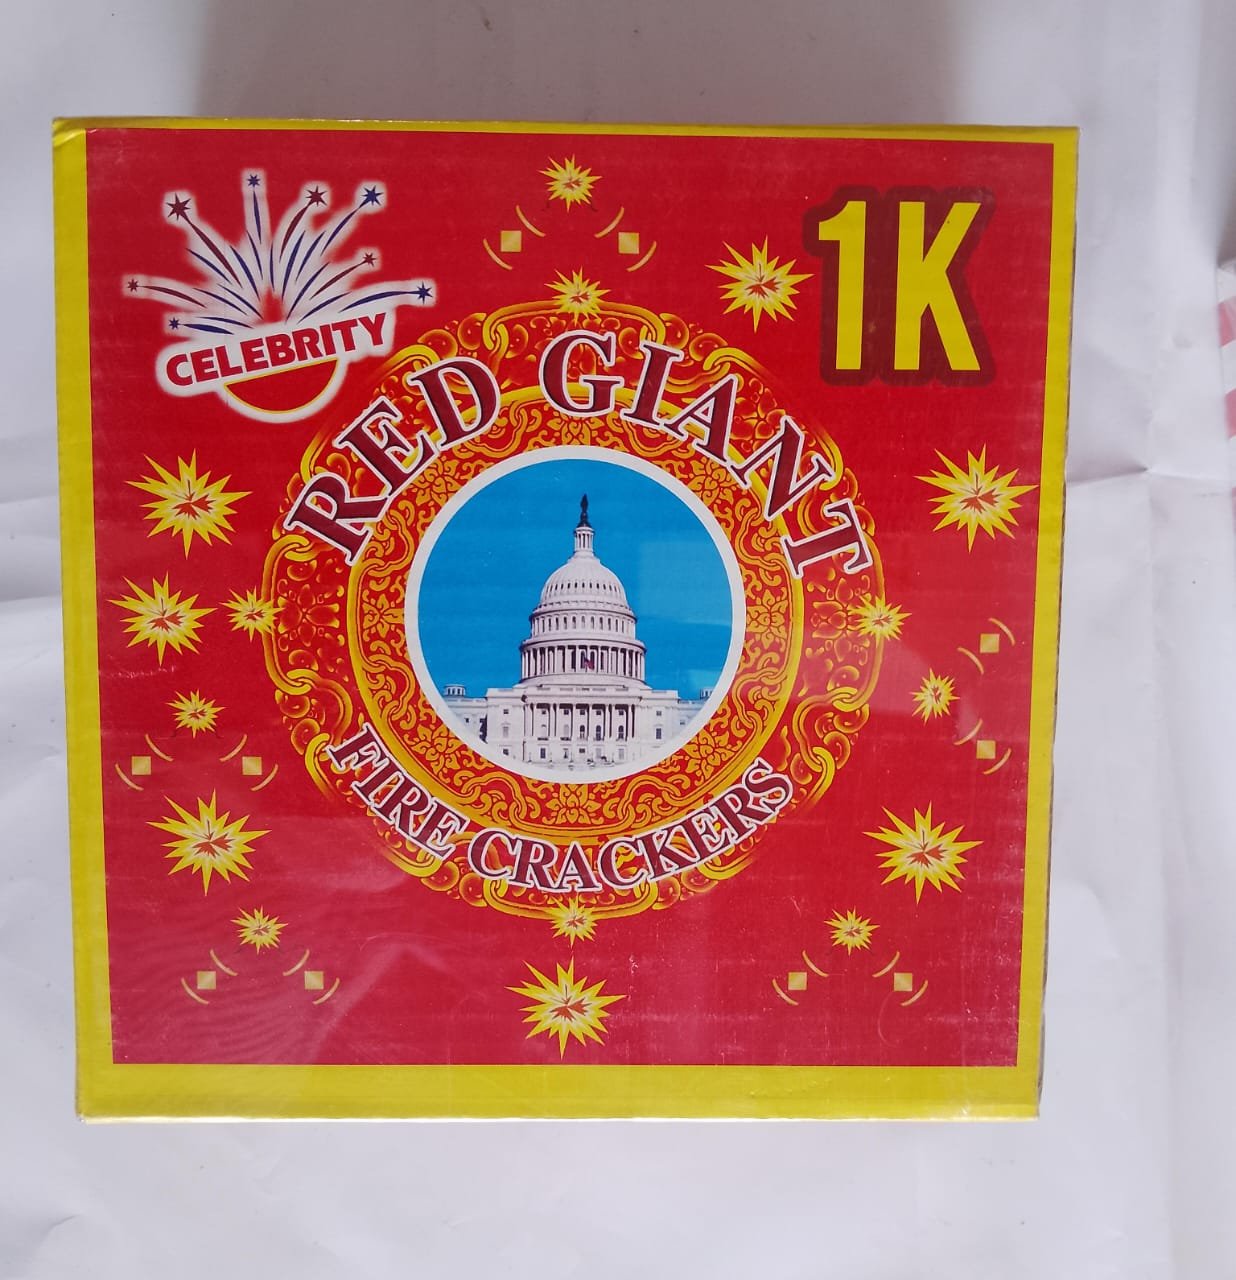 CELEBRITY
1K
RED GIANT
FIRE CRACKERS